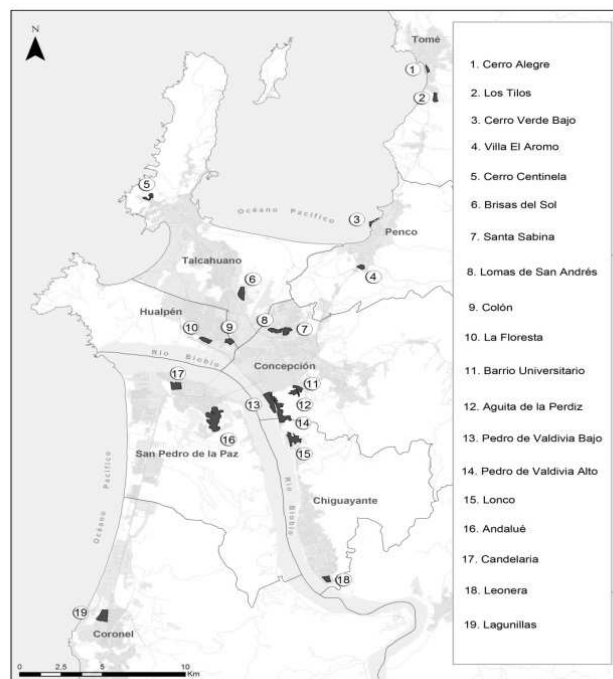 N
Tomé
1
2
5
Océano Pacífico
3
Penco
Talcahuano
4
6
Hualpén
8
10
9
7
Río Biobío
Concepción
17
11
13
12
14
16
15
San Pedro de la Paz
Océano Pacífico
Río Biobío
Chiguayante
18
19
Coronel
0 2,5 5 10
Km
1. Cerro Alegre
2. Los Tilos
3. Cerro Verde Bajo
4. Villa El Aromo
5. Cerro Centinela
6. Brisas del Sol
7. Santa Sabina
8. Lomas de San Andrés
9. Colón
10. La Floresta
11. Barrio Universitario
12. Aguita de la Perdiz
13. Pedro de Valdivia Bajo
14. Pedro de Valdivia Alto
15. Lonco
16. Andalué
17. Candelaria
18. Leonera
19. Lagunillas